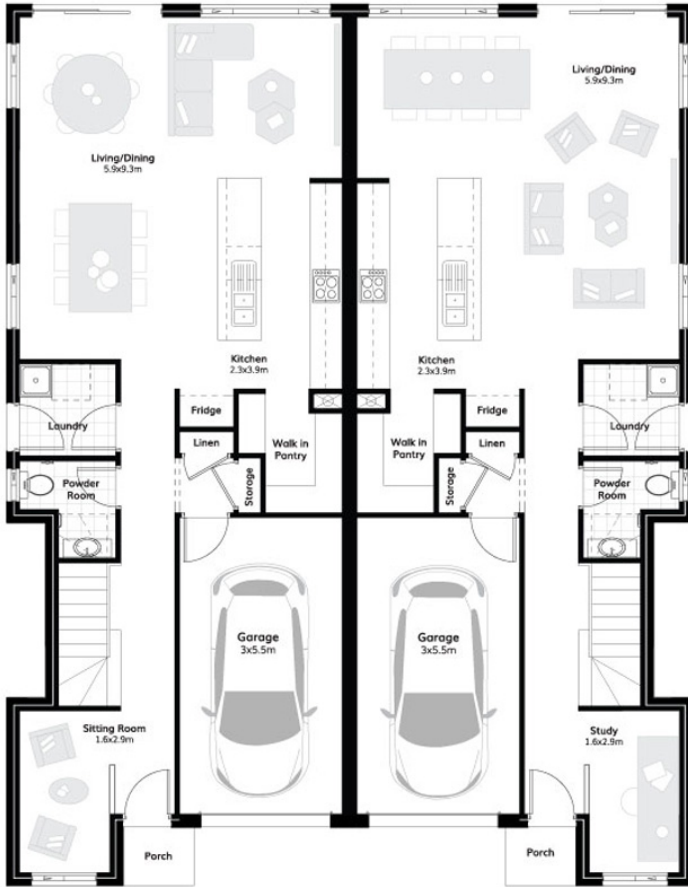 Living/Dining
5.9x9.3m
Living/Dining
5.9x9.3m
Kitchen
2.3x3.9m
Kitchen
2.3x3.9m
Fridge
Fridge
Laundry
Linen
Walk in
Pantry
Walk in
Pantry
Linen
Laundry
Powder
Room
Storage
Storage
Powder
Room
Garage
3x5.5m
Garage
3x5.5m
Sitting Room
1.6x2.9m
Study
1.6x2.9m
Porch
Porch